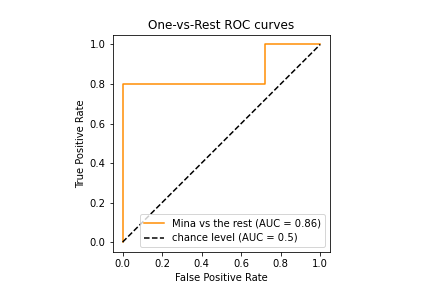 One-vs-Rest ROC curves
True Positive Rate
1.0
0.8
0.6
0.4
0.2
0.0
Mina vs the rest (AUC = 0.86)
chance level (AUC = 0.5)
0.0 0.2 0.4 0.6 0.8 1.0
False Positive Rate